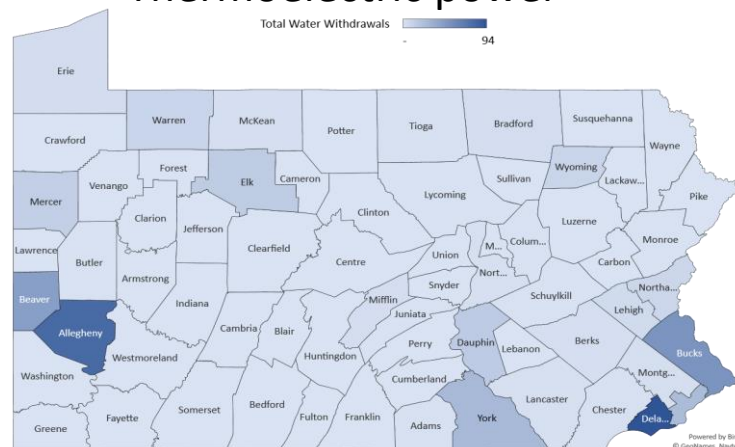 Thermoelectric power
Total Water Withdrawals
- 94
Erie
Crawford
Warren
McKean
Potter
Tioga
Bradford
Susquehanna
Wayne
Forest
Venango
Elk
Cameron
Sullivan
Wyoming
Lackaw...
Pike
Mercer
Clarion
Jefferson
Clinton
Lycoming
Luzerne
Monroe
Lawrence
Butler
Armstrong
Clearfield
Centre
Union
M...
Colum...
Nort...
Carbon
Snyder
Schuylkill
Northa...
Lehigh
Beaver
Allegheny
Indiana
Cambria
Blair
Mifflin
Juniata
Huntingdon
Perry
Dauphin
Lebanon
Berks
Bucks
Montg...
Washington
Westmoreland
Cumberland
Lancaster
Chester
Dela...
Greene
Fayette
Somerset
Bedford
Fulton
Franklin
Adams
York
Powered by Bi
© GeoNames,